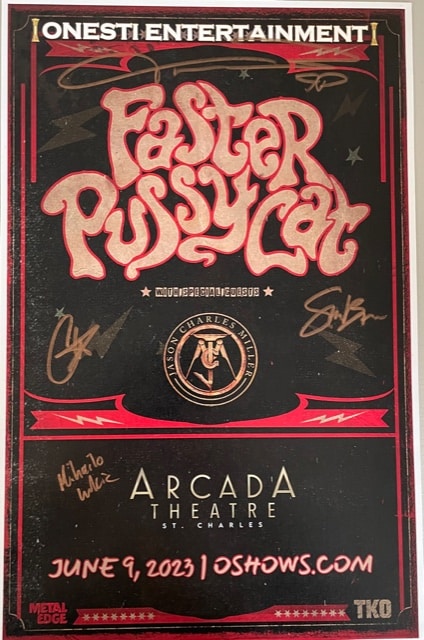 ONESTI ENTERTAINMENT
FasteR
Pussycat
WITH SPECIAL GUESTS
JASON CHARLES MILLER
Mihailo
ARCADA
THEATRE
ST. CHARLES
JUNE 9, 2023 | OSHOWS.COM
METAL
EDGE
TKO